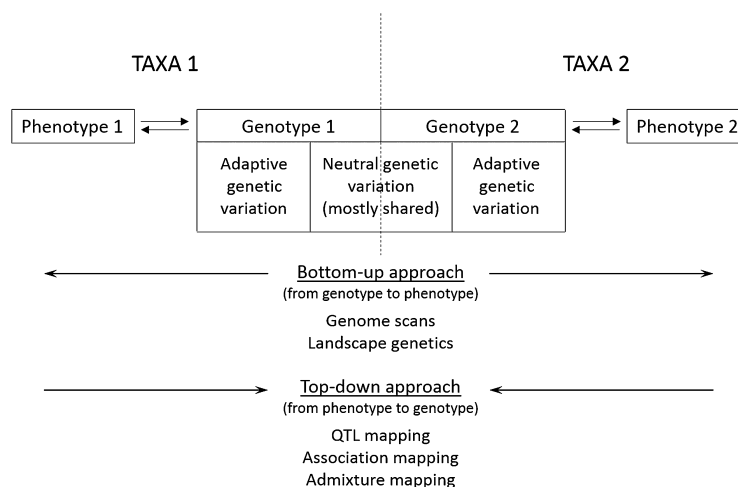 TAXA 1
TAXA 2
Phenotype 1
Genotype 1
Genotype 2
Phenotype 2
Adaptive
genetic
variation
Neutral genetic
variation
(mostly shared)
Adaptive
genetic
variation
Bottom-up approach
(from genotype to phenotype)
Genome scans
Landscape genetics
Top-down approach
(from phenotype to genotype)
QTL mapping
Association mapping
Admixture mapping